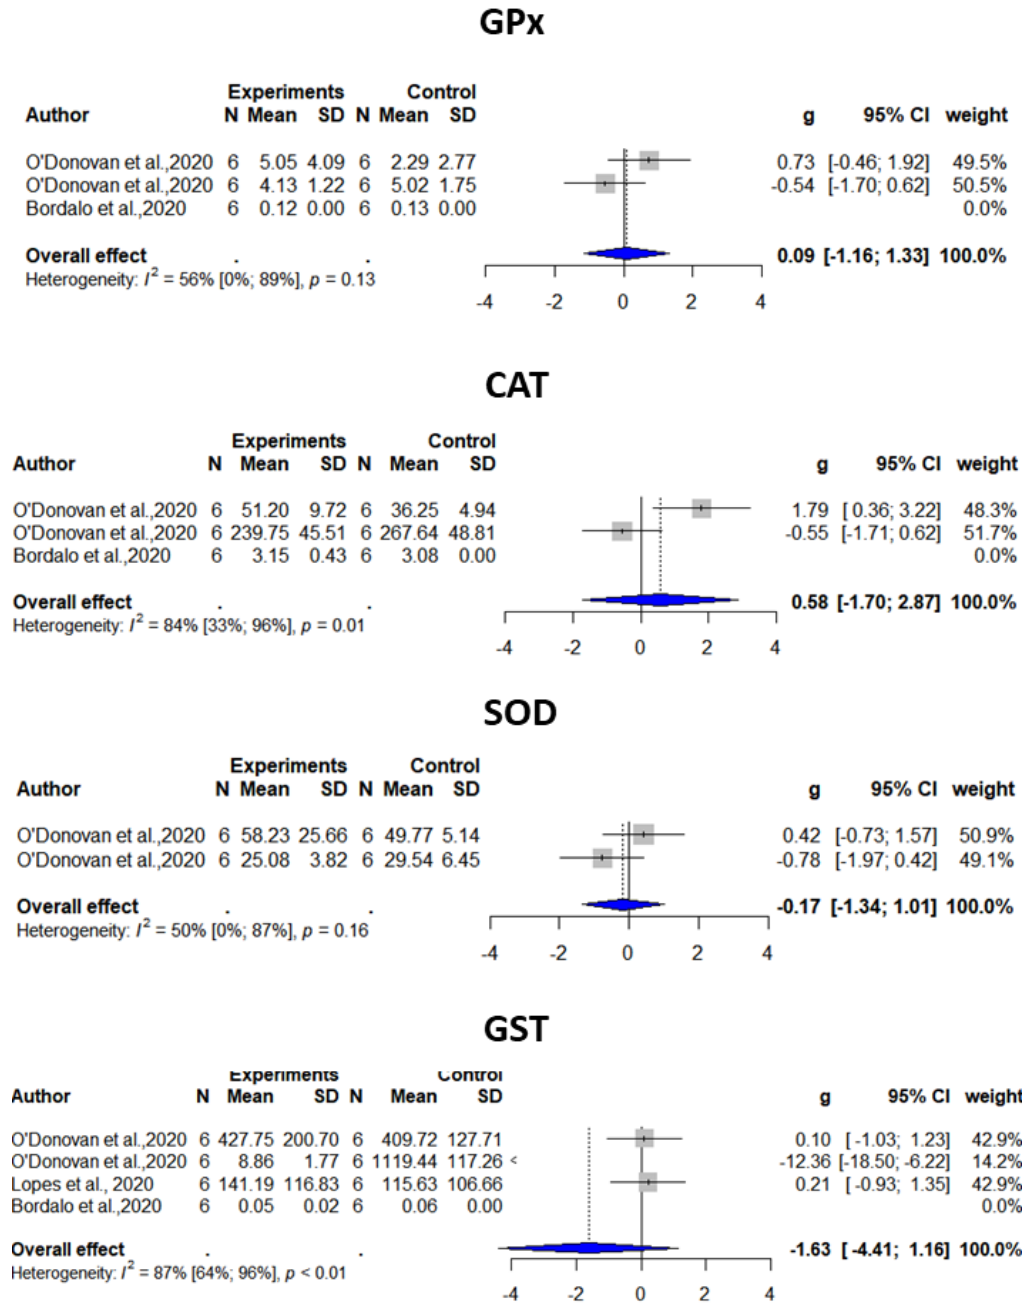 GPx
Experiments Control
Author N Mean SD N Mean SD g 95% CI weight
O'Donovan et al.,2020 6 5.05 4.09 6 2.29 2.77 0.73 [-0.46; 1.92] 49.5%
O'Donovan et al.,2020 6 4.13 1.22 6 5.02 1.75 -0.54 [-1.70; 0.62] 50.5%
Bordalo et al.,2020 6 0.12 0.00 6 0.13 0.00 0.0%
Overall effect . . 0.09 [-1.16; 1.33] 100.0%
Heterogeneity: I² = 56% [0%; 89%], p = 0.13
-4 -2 0 2 4
CAT
Experiments Control
Author N Mean SD N Mean SD g 95% CI weight
O'Donovan et al.,2020 6 51.20 9.72 6 36.25 4.94 1.79 [ 0.36; 3.22] 48.3%
O'Donovan et al.,2020 6 239.75 45.51 6 267.64 48.81 -0.55 [-1.71; 0.62] 51.7%
Bordalo et al.,2020 6 3.15 0.43 6 3.08 0.00 0.0%
Overall effect . . 0.58 [-1.70; 2.87] 100.0%
Heterogeneity: I² = 84% [33%; 96%], p = 0.01
-4 -2 0 2 4
SOD
Experiments Control
Author N Mean SD N Mean SD g 95% CI weight
O'Donovan et al.,2020 6 58.23 25.66 6 49.77 5.14 0.42 [-0.73; 1.57] 50.9%
O'Donovan et al.,2020 6 25.08 3.82 6 29.54 6.45 -0.78 [-1.97; 0.42] 49.1%
Overall effect . . -0.17 [-1.34; 1.01] 100.0%
Heterogeneity: I² = 50% [0%; 87%], p = 0.16
-4 -2 0 2 4
GST
Experiments Control
Author N Mean SD N Mean SD g 95% CI weight
O'Donovan et al.,2020 6 427.75 200.70 6 409.72 127.71 0.10 [ -1.03; 1.23] 42.9%
O'Donovan et al.,2020 6 8.86 1.77 6 1119.44 117.26 < -12.36 [-18.50; -6.22] 14.2%
Lopes et al., 2020 6 141.19 116.83 6 115.63 106.66 0.21 [ -0.93; 1.35] 42.9%
Bordalo et al.,2020 6 0.05 0.02 6 0.06 0.00 0.0%
Overall effect . . -1.63 [ -4.41; 1.16] 100.0%
Heterogeneity: I² = 87% [64%; 96%], p < 0.01
-4 -2 0 2 4